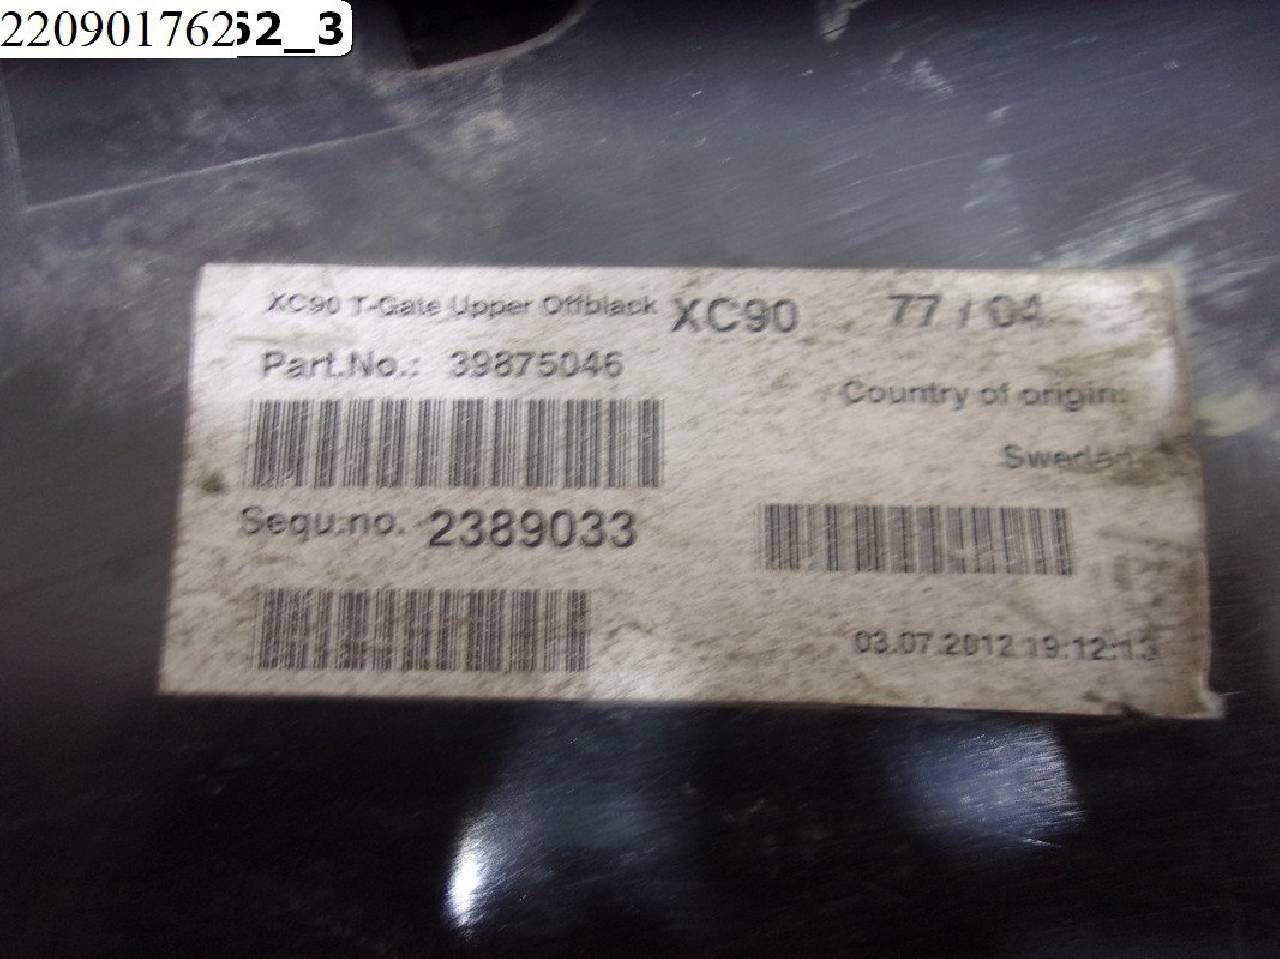 22090176252_3
XC90 T-Gate Upper Offblack XC90 77 / 04
Part.No.: 39875046
Country of origin:
Sweden
Sequ.no. 2389033
03.07.2012 19:12:13